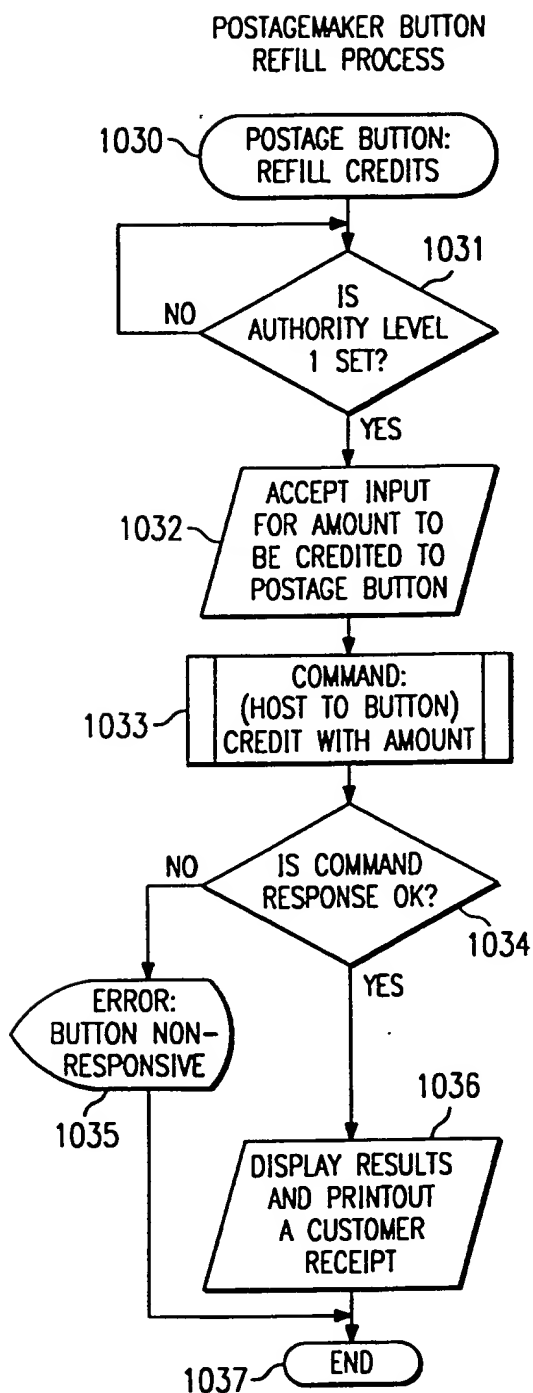 POSTAGEMAKER BUTTON
REFILL PROCESS
1030
POSTAGE BUTTON:
REFILL CREDITS
1031
IS
AUTHORITY LEVEL
1 SET?
NO
YES
1032
ACCEPT INPUT
FOR AMOUNT TO
BE CREDITED TO
POSTAGE BUTTON
1033
COMMAND:
(HOST TO BUTTON)
CREDIT WITH AMOUNT
NO
IS COMMAND
RESPONSE OK?
1034
YES
ERROR:
BUTTON NON-
RESPONSIVE
1035
1036
DISPLAY RESULTS
AND PRINTOUT
A CUSTOMER
RECEIPT
END
1037